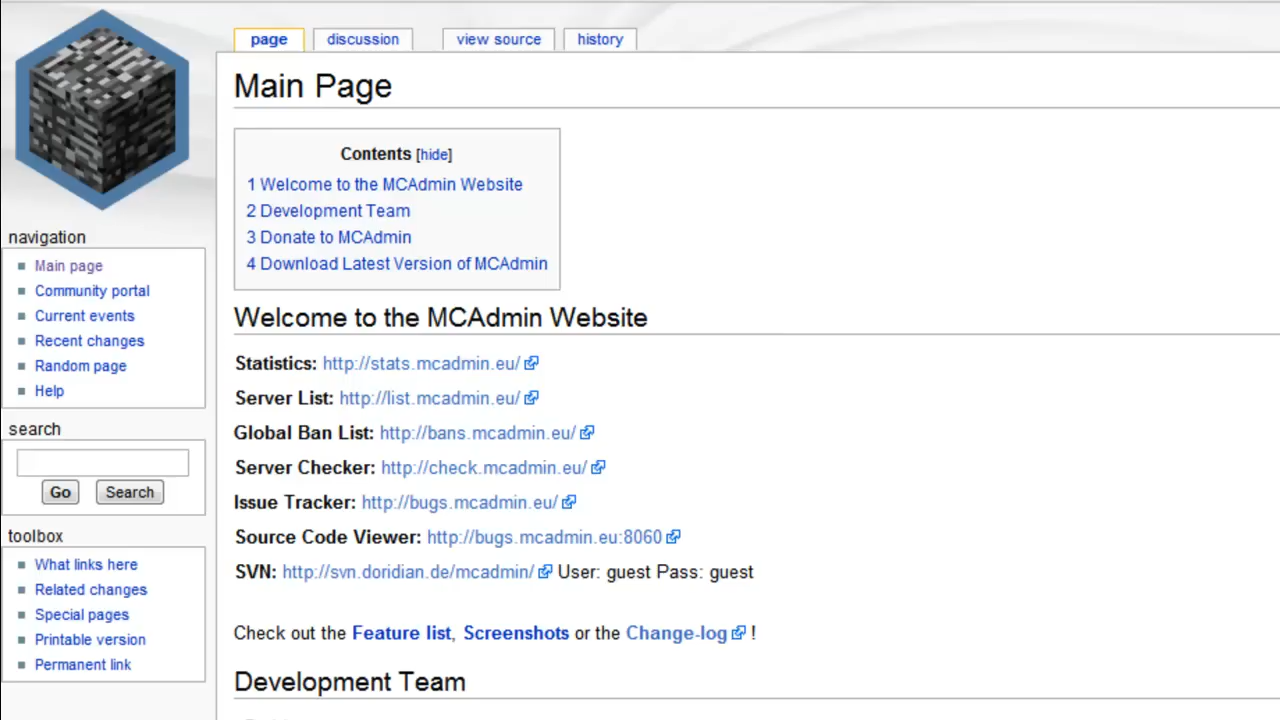 page discussion view source history
Main Page
Contents [hide]
1 Welcome to the MCAdmin Website
2 Development Team
3 Donate to MCAdmin
4 Download Latest Version of MCAdmin
navigation
Main page
Community portal
Current events
Recent changes
Random page
Help
search
Go Search
toolbox
What links here
Related changes
Special pages
Printable version
Permanent link
Welcome to the MCAdmin Website
Statistics: http://stats.mcadmin.eu/
Server List: http://list.mcadmin.eu/
Global Ban List: http://bans.mcadmin.eu/
Server Checker: http://check.mcadmin.eu/
Issue Tracker: http://bugs.mcadmin.eu/
Source Code Viewer: http://bugs.mcadmin.eu:8060
SVN: http://svn.doridian.de/mcadmin/ User: guest Pass: guest
Check out the Feature list, Screenshots or the Change-log !
Development Team